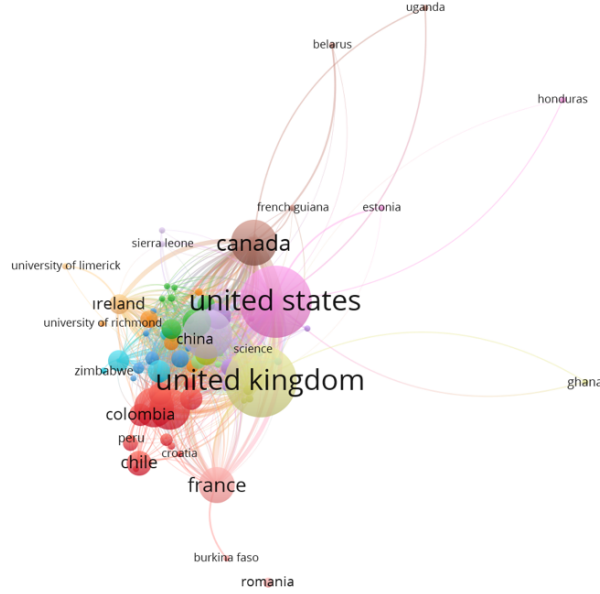 uganda
belarus
honduras
french guiana
estonia
sierra leone
canada
university of limerick
ireland
united states
university of richmond
china
science
zimbabwe
united kingdom
ghana
colombia
peru
croatia
chile
france
burkina faso
romania